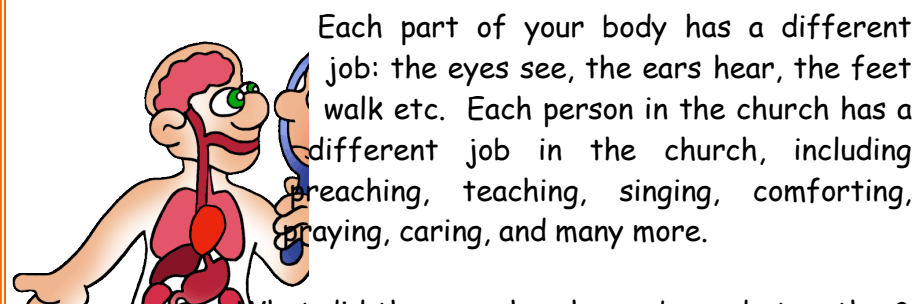 Each part of your body has a different
job: the eyes see, the ears hear, the feet
walk etc. Each person in the church has a
different job in the church, including
preaching, teaching, singing, comforting,
praying, caring, and many more.